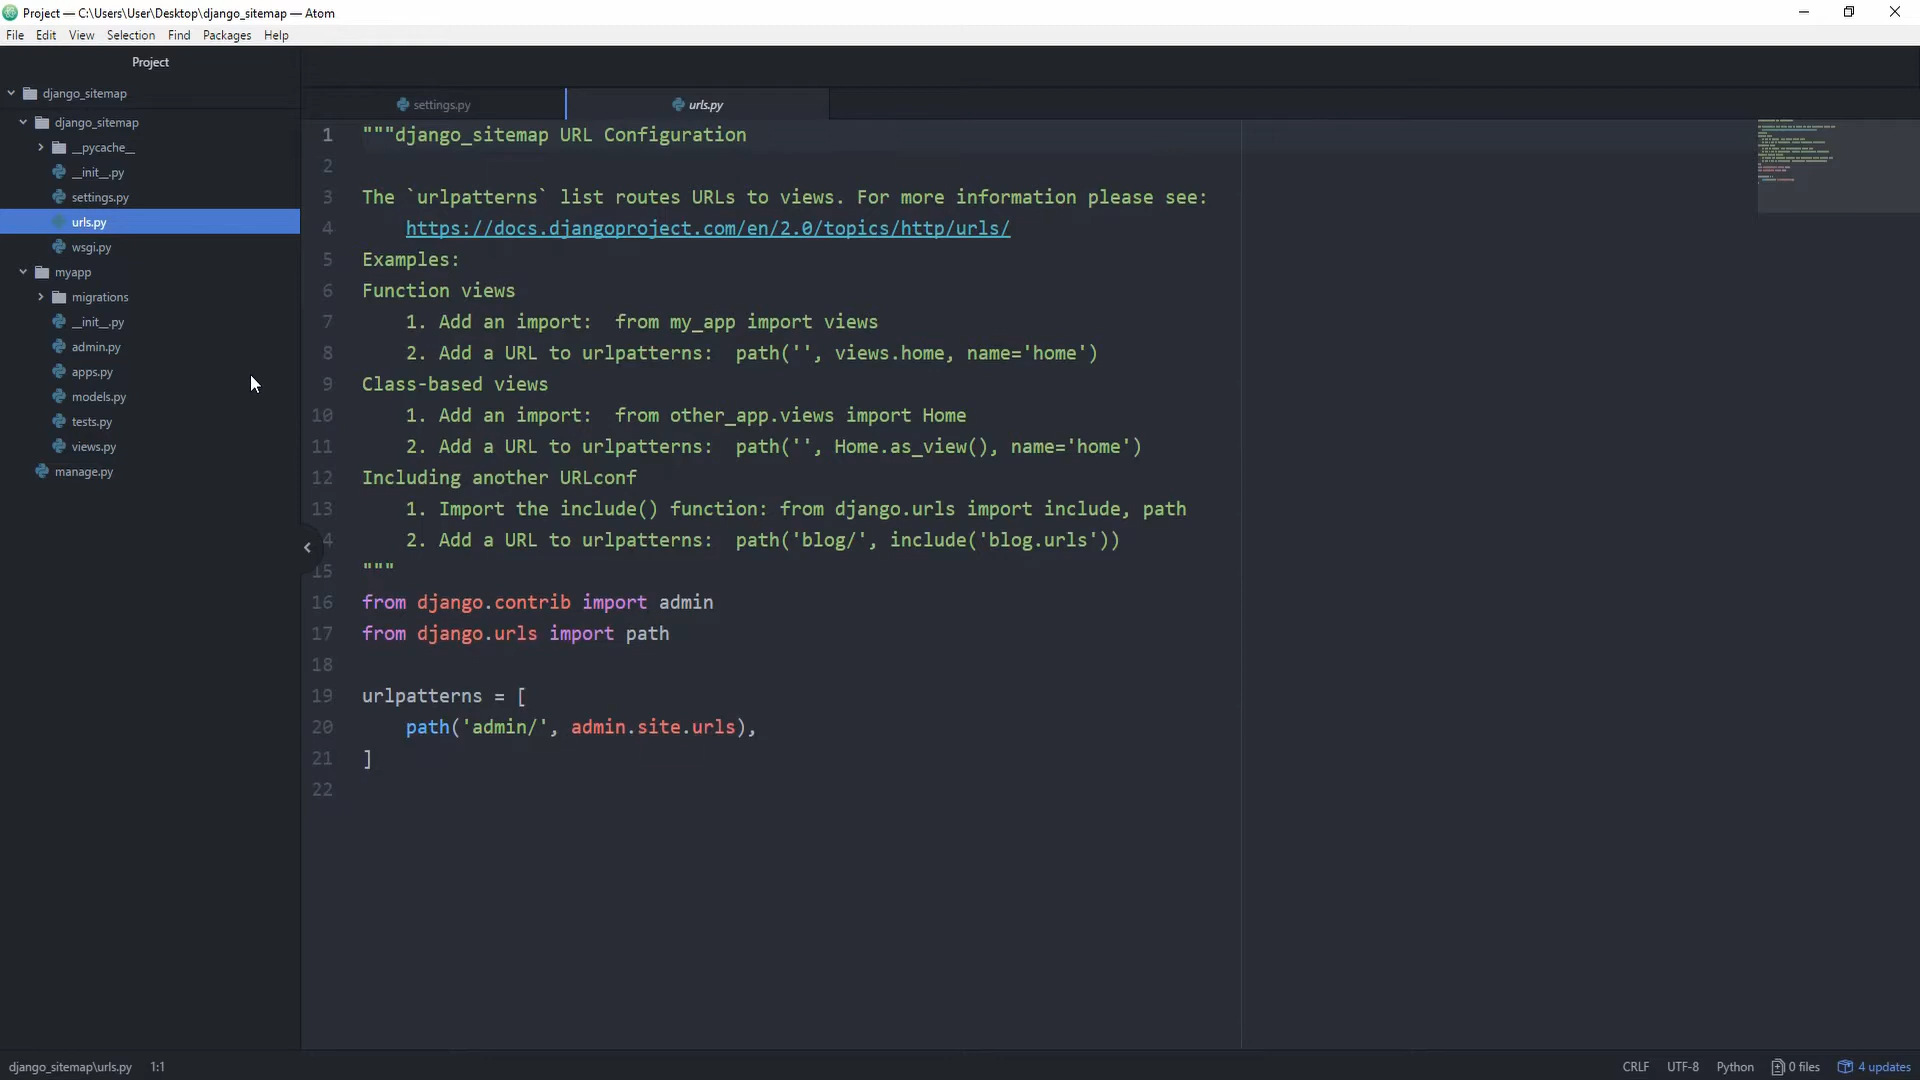 Project — C:\Users\User\Desktop\django_sitemap — Atom
File Edit View Selection Find Packages Help
Project
django_sitemap
django_sitemap
__pycache__
__init__.py
settings.py
urls.py
wsgi.py
myapp
migrations
__init__.py
admin.py
apps.py
models.py
tests.py
views.py
manage.py
settings.py urls.py
1 """django_sitemap URL Configuration
2
3 The `urlpatterns` list routes URLs to views. For more information please see:
4     https://docs.djangoproject.com/en/2.0/topics/http/urls/
5 Examples:
6 Function views
7     1. Add an import:  from my_app import views
8     2. Add a URL to urlpatterns:  path('', views.home, name='home')
9 Class-based views
10     1. Add an import:  from other_app.views import Home
11     2. Add a URL to urlpatterns:  path('', Home.as_view(), name='home')
12 Including another URLconf
13     1. Import the include() function: from django.urls import include, path
4     2. Add a URL to urlpatterns:  path('blog/', include('blog.urls'))
15 """
16 from django.contrib import admin
17 from django.urls import path
18
19 urlpatterns = [
20     path('admin/', admin.site.urls),
21 ]
22
django_sitemap\urls.py 1:1 CRLF UTF-8 Python 0 files 4 updates